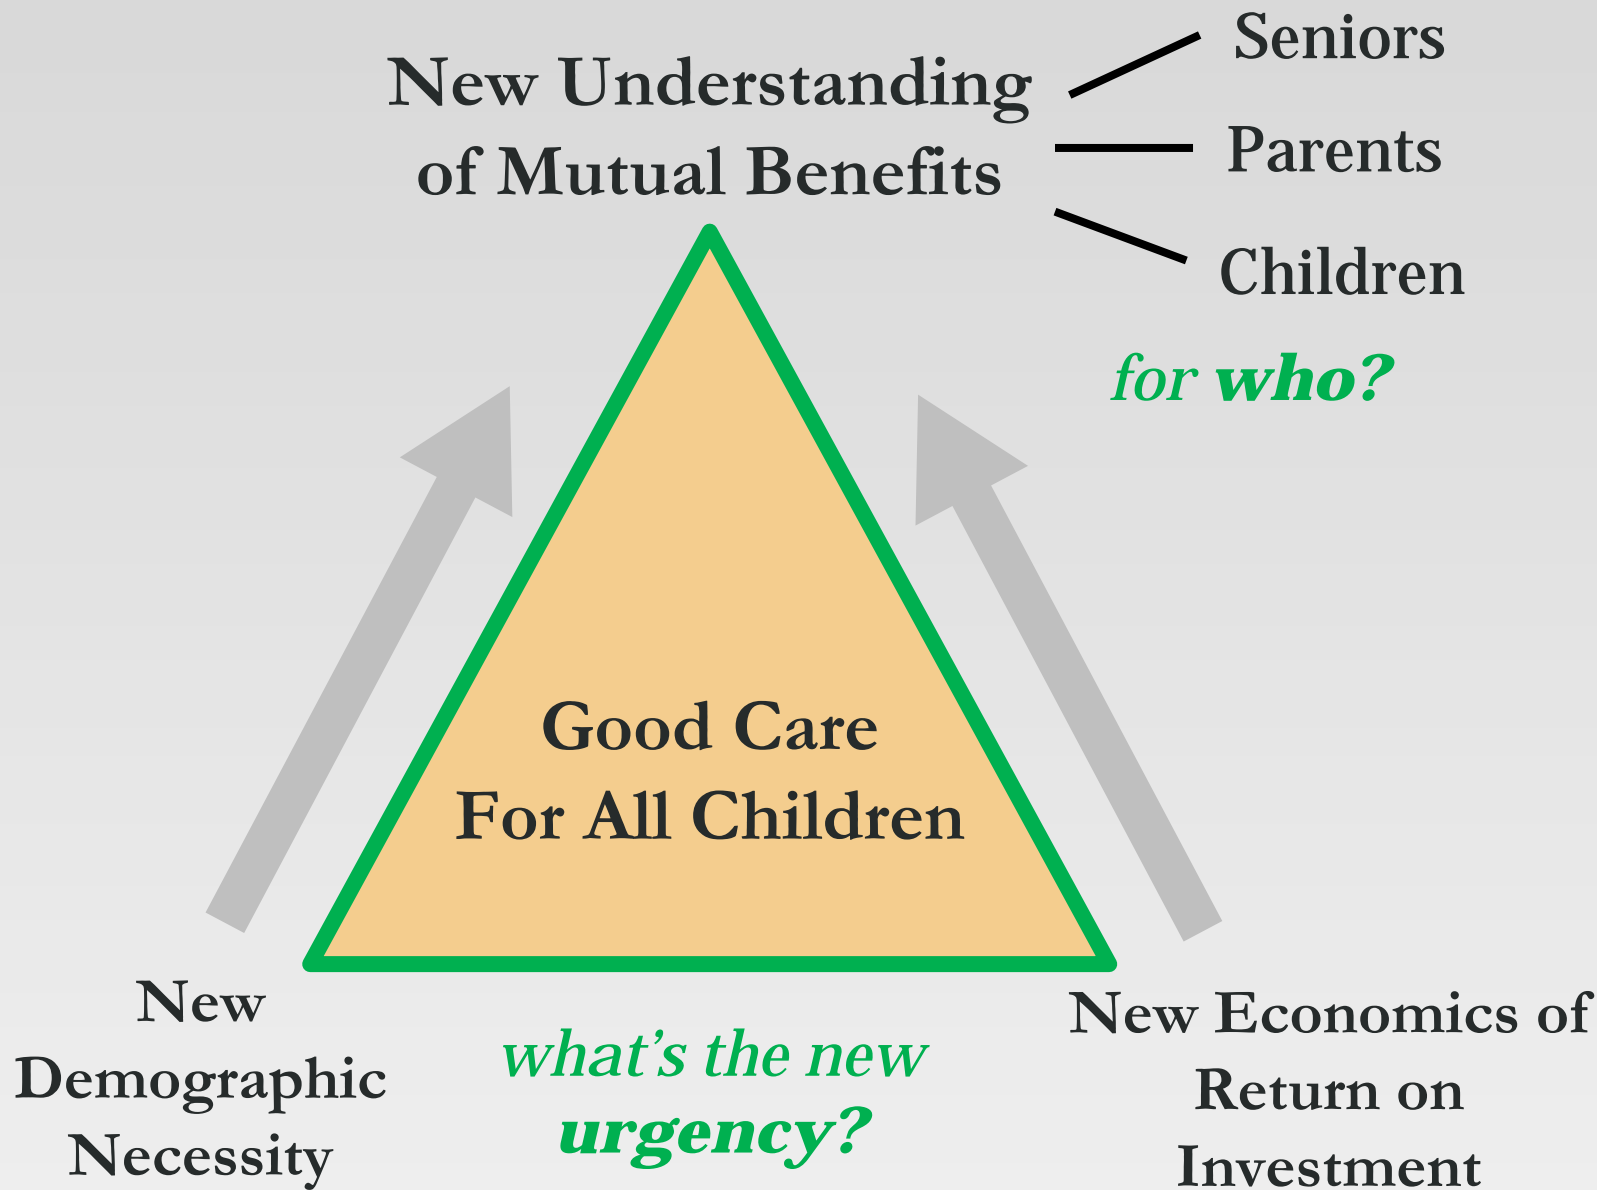 New Understanding
of Mutual Benefits
Seniors
Parents
Children
for who?
Good Care
For All Children
New
Demographic
Necessity
what’s the new
urgency?
New Economics of
Return on
Investment